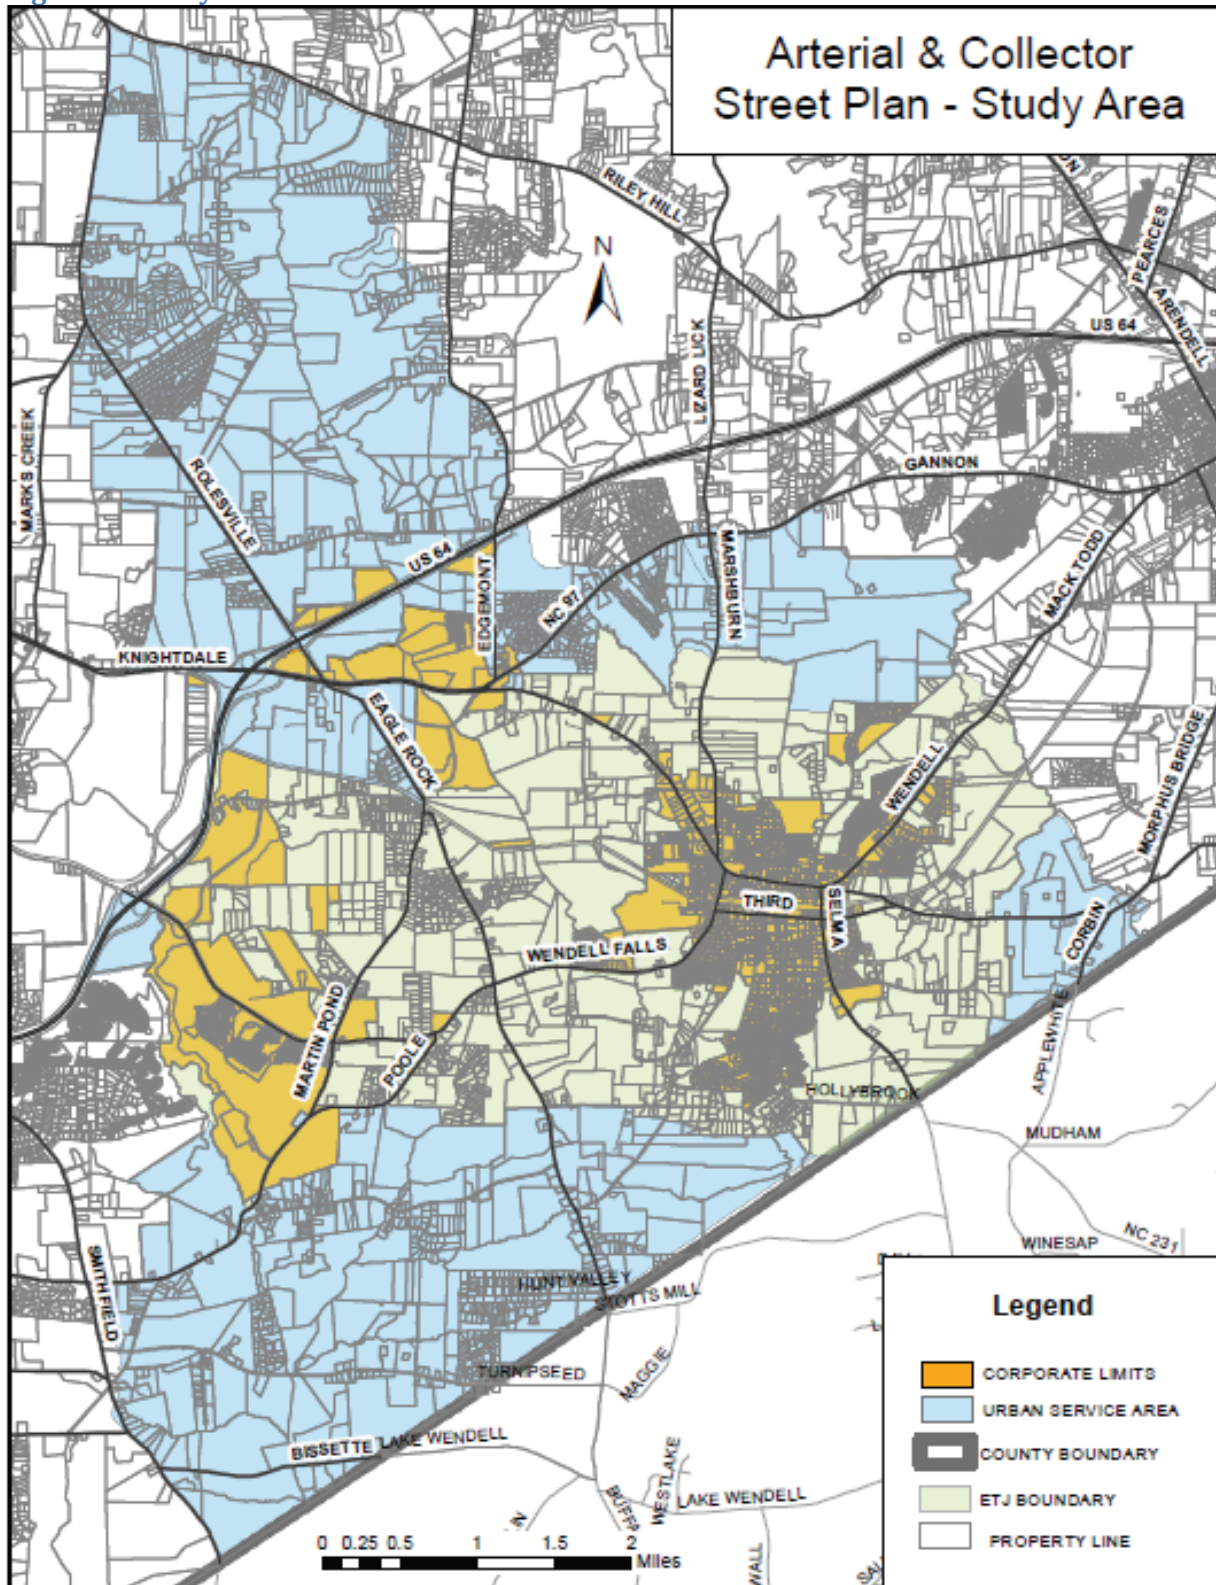 Arterial & Collector
Street Plan - Study Area
RILEY HILL
PEARCES
ARENDELL
N
US 64
LIZARD LICK
MARKS CREEK
GANNON
ROLESVILLE
US 64
MARSHBURN
MACK TODD
EDGEMONT
NC 97
KNIGHTDALE
EAGLE ROCK
WENDELL
MORPHUS BRIDGE
THIRD
SELMA
CORBIN
WENDELL FALLS
MARTIN POND
POOLE
APPLEWHITE
HOLLYBROOK
MUDHAM
NC 231
WINESAP
SMITHFIELD
HUNT VALLEY
STOTTS MILL
TURNIPSEED
MAGGIE
BISSETTE
LAKE WENDELL
WESTLAKE
LAKE WENDELL
Legend
CORPORATE LIMITS
URBAN SERVICE AREA
COUNTY BOUNDARY
ETJ BOUNDARY
PROPERTY LINE
0 0.25 0.5 1 1.5 2
Miles